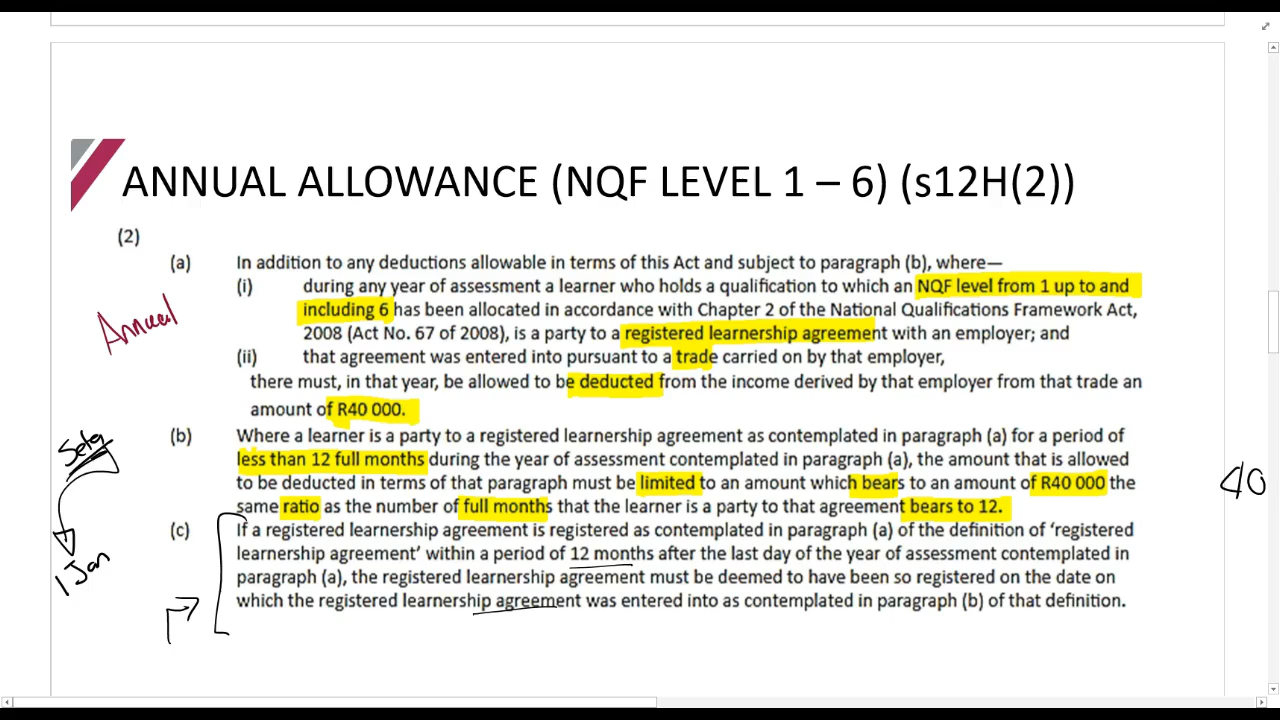 ANNUAL ALLOWANCE (NQF LEVEL 1 – 6) (s12H(2))
(2)
(a) In addition to any deductions allowable in terms of this Act and subject to paragraph (b), where—
(i) during any year of assessment a learner who holds a qualification to which an NQF level from 1 up to and
including 6 has been allocated in accordance with Chapter 2 of the National Qualifications Framework Act,
2008 (Act No. 67 of 2008), is a party to a registered learnership agreement with an employer; and
(ii) that agreement was entered into pursuant to a trade carried on by that employer,
there must, in that year, be allowed to be deducted from the income derived by that employer from that trade an
amount of R40 000.
Annual
(b) Where a learner is a party to a registered learnership agreement as contemplated in paragraph (a) for a period of
less than 12 full months during the year of assessment contemplated in paragraph (a), the amount that is allowed
to be deducted in terms of that paragraph must be limited to an amount which bears to an amount of R40 000 the
same ratio as the number of full months that the learner is a party to that agreement bears to 12.
Seta
40
(c) If a registered learnership agreement is registered as contemplated in paragraph (a) of the definition of ‘registered
learnership agreement’ within a period of 12 months after the last day of the year of assessment contemplated in
paragraph (a), the registered learnership agreement must be deemed to have been so registered on the date on
which the registered learnership agreement was entered into as contemplated in paragraph (b) of that definition.
1 Jan